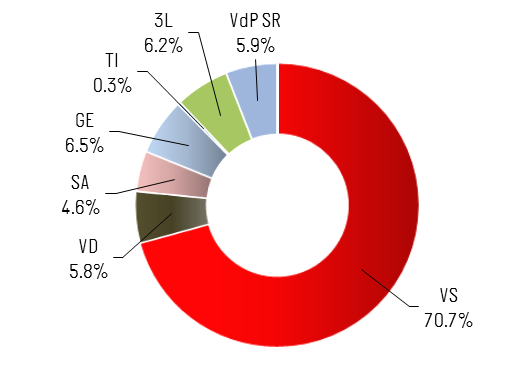 3L
6.2%
VdP SR
5.9%
TI
0.3%
GE
6.5%
SA
4.6%
VD
5.8%
VS
70.7%